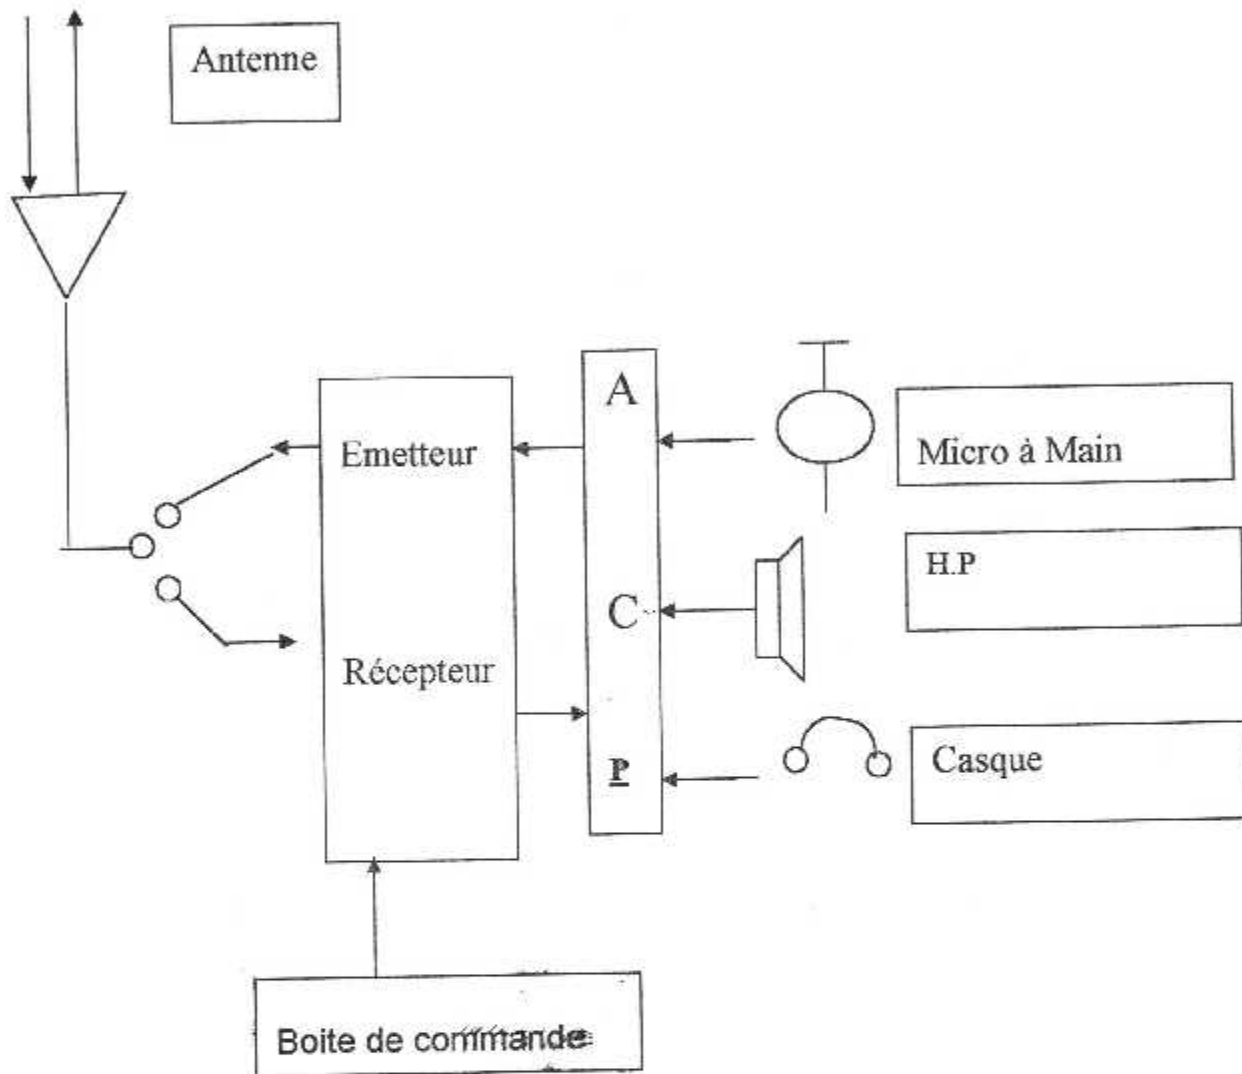 Antenne
A
Emetteur
Micro à Main
H.P
C
Récepteur
P
Casque
Boite de commande